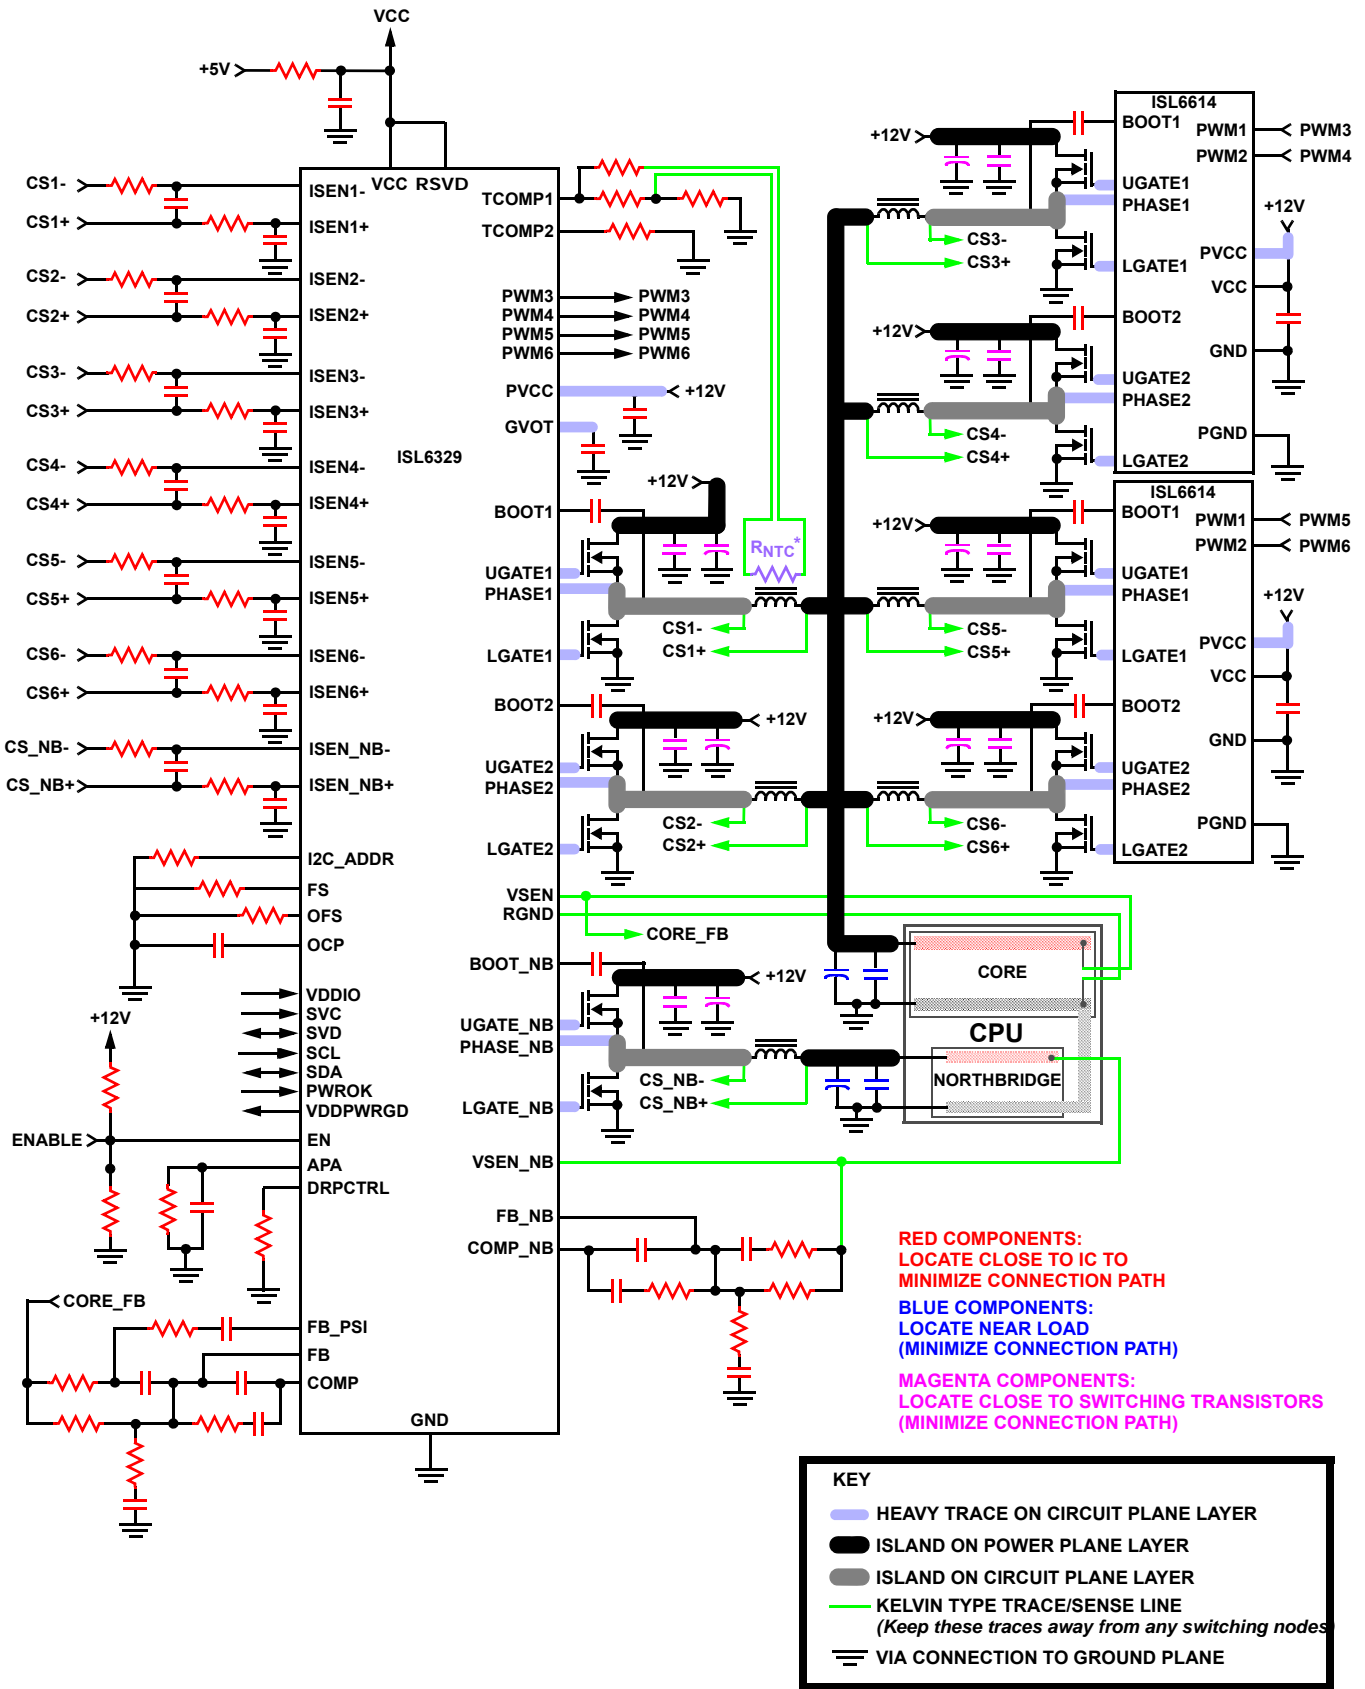 VCC
+5V
VCC RSVD
ISL6329
CS1-
CS1+
CS2-
CS2+
CS3-
CS3+
CS4-
CS4+
CS5-
CS5+
CS6-
CS6+
CS_NB-
CS_NB+
ISEN1-
ISEN1+
ISEN2-
ISEN2+
ISEN3-
ISEN3+
ISEN4-
ISEN4+
ISEN5-
ISEN5+
ISEN6-
ISEN6+
ISEN_NB-
ISEN_NB+
I2C_ADDR
FS
OFS
OCP
VDDIO
SVC
SVD
SCL
SDA
PWROK
VDDPWRGD
+12V
ENABLE
EN
APA
DRPCTRL
CORE_FB
FB_PSI
FB
COMP
GND
TCOMP1
TCOMP2
PWM3
PWM3
PWM4
PWM4
PWM5
PWM5
PWM6
PWM6
PVCC
+12V
GVOT
+12V
BOOT1
UGATE1
PHASE1
LGATE1
RNTC*
CS1-
CS1+
BOOT2
+12V
UGATE2
PHASE2
LGATE2
CS2-
CS2+
VSEN
RGND
CORE_FB
BOOT_NB
+12V
UGATE_NB
PHASE_NB
LGATE_NB
CS_NB-
CS_NB+
VSEN_NB
FB_NB
COMP_NB
ISL6614
+12V
BOOT1
PWM1
PWM3
PWM2
PWM4
UGATE1
PHASE1
+12V
CS3-
CS3+
LGATE1
PVCC
VCC
+12V
BOOT2
GND
UGATE2
PHASE2
CS4-
CS4+
PGND
LGATE2
ISL6614
+12V
BOOT1
PWM1
PWM5
PWM2
PWM6
UGATE1
PHASE1
+12V
CS5-
CS5+
LGATE1
PVCC
VCC
+12V
BOOT2
GND
UGATE2
PHASE2
CS6-
CS6+
PGND
LGATE2
CORE
CPU
NORTHBRIDGE
RED COMPONENTS:
LOCATE CLOSE TO IC TO
MINIMIZE CONNECTION PATH
BLUE COMPONENTS:
LOCATE NEAR LOAD
(MINIMIZE CONNECTION PATH)
MAGENTA COMPONENTS:
LOCATE CLOSE TO SWITCHING TRANSISTORS
(MINIMIZE CONNECTION PATH)
KEY
HEAVY TRACE ON CIRCUIT PLANE LAYER
ISLAND ON POWER PLANE LAYER
ISLAND ON CIRCUIT PLANE LAYER
KELVIN TYPE TRACE/SENSE LINE
(Keep these traces away from any switching nodes)
VIA CONNECTION TO GROUND PLANE